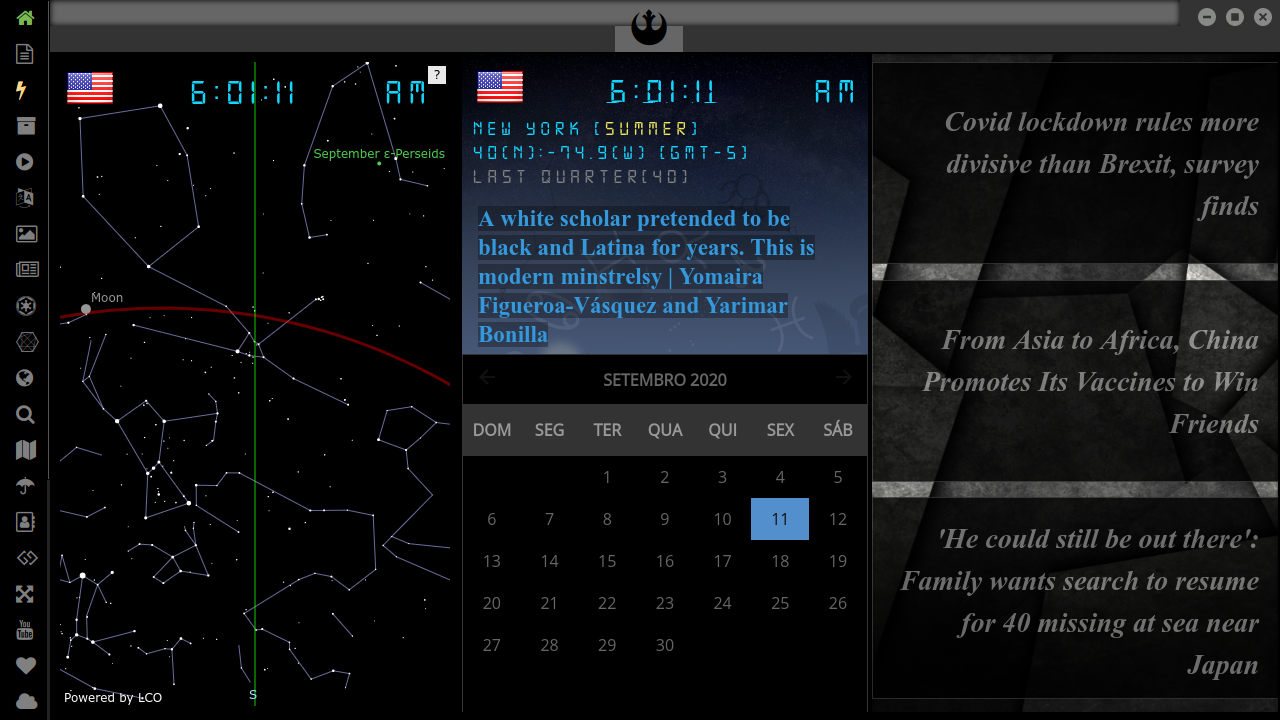 6:01:11 AM
?
September ε-Perseids
Moon
S
Powered by LCO
6:01:11 AM
NEW YORK (SUMMER)
40(N):-74.9(W) (GMT-5)
LAST QUARTER(40)
A white scholar pretended to be
black and Latina for years. This is
modern minstrelsy | Yomaira
Figueroa-Vásquez and Yarimar
Bonilla
SETEMBRO 2020
DOM SEG TER QUA QUI SEX SÁB
1 2 3 4 5
6 7 8 9 10 11 12
13 14 15 16 17 18 19
20 21 22 23 24 25 26
27 28 29 30
Covid lockdown rules more
divisive than Brexit, survey
finds
From Asia to Africa, China
Promotes Its Vaccines to Win
Friends
'He could still be out there':
Family wants search to resume
for 40 missing at sea near
Japan
You
Tube